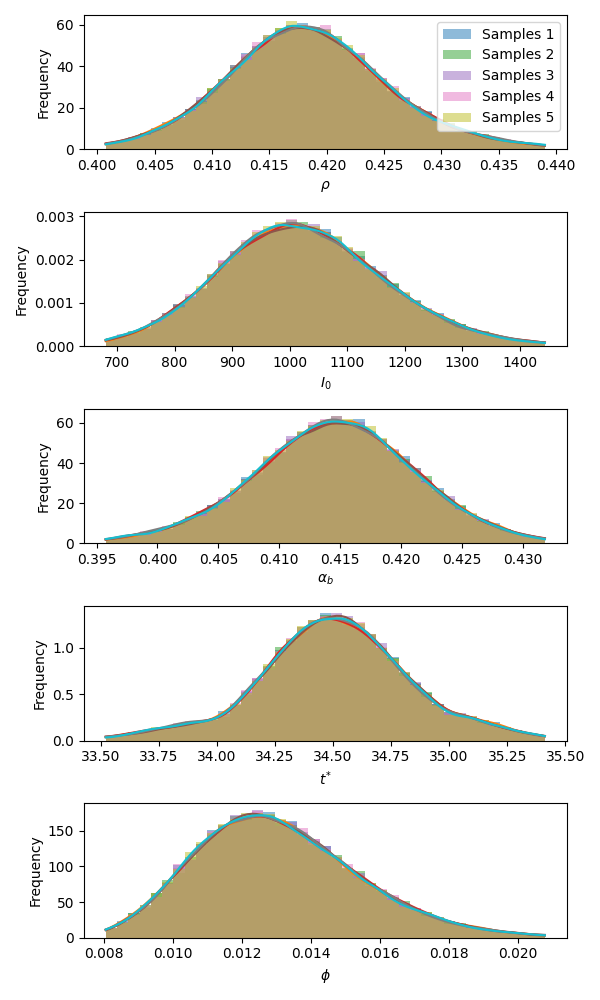 60
40
20
0
Frequency
Samples 1
Samples 2
Samples 3
Samples 4
Samples 5
0.400 0.405 0.410 0.415 0.420 0.425 0.430 0.435 0.440
ρ
0.003
0.002
0.001
0.000
Frequency
700 800 900 1000 1100 1200 1300 1400
I₀
60
40
20
0
Frequency
0.395 0.400 0.405 0.410 0.415 0.420 0.425 0.430
α_b
1.0
0.5
0.0
Frequency
33.50 33.75 34.00 34.25 34.50 34.75 35.00 35.25 35.50
t*
150
100
50
0
Frequency
0.008 0.010 0.012 0.014 0.016 0.018 0.020
ϕ